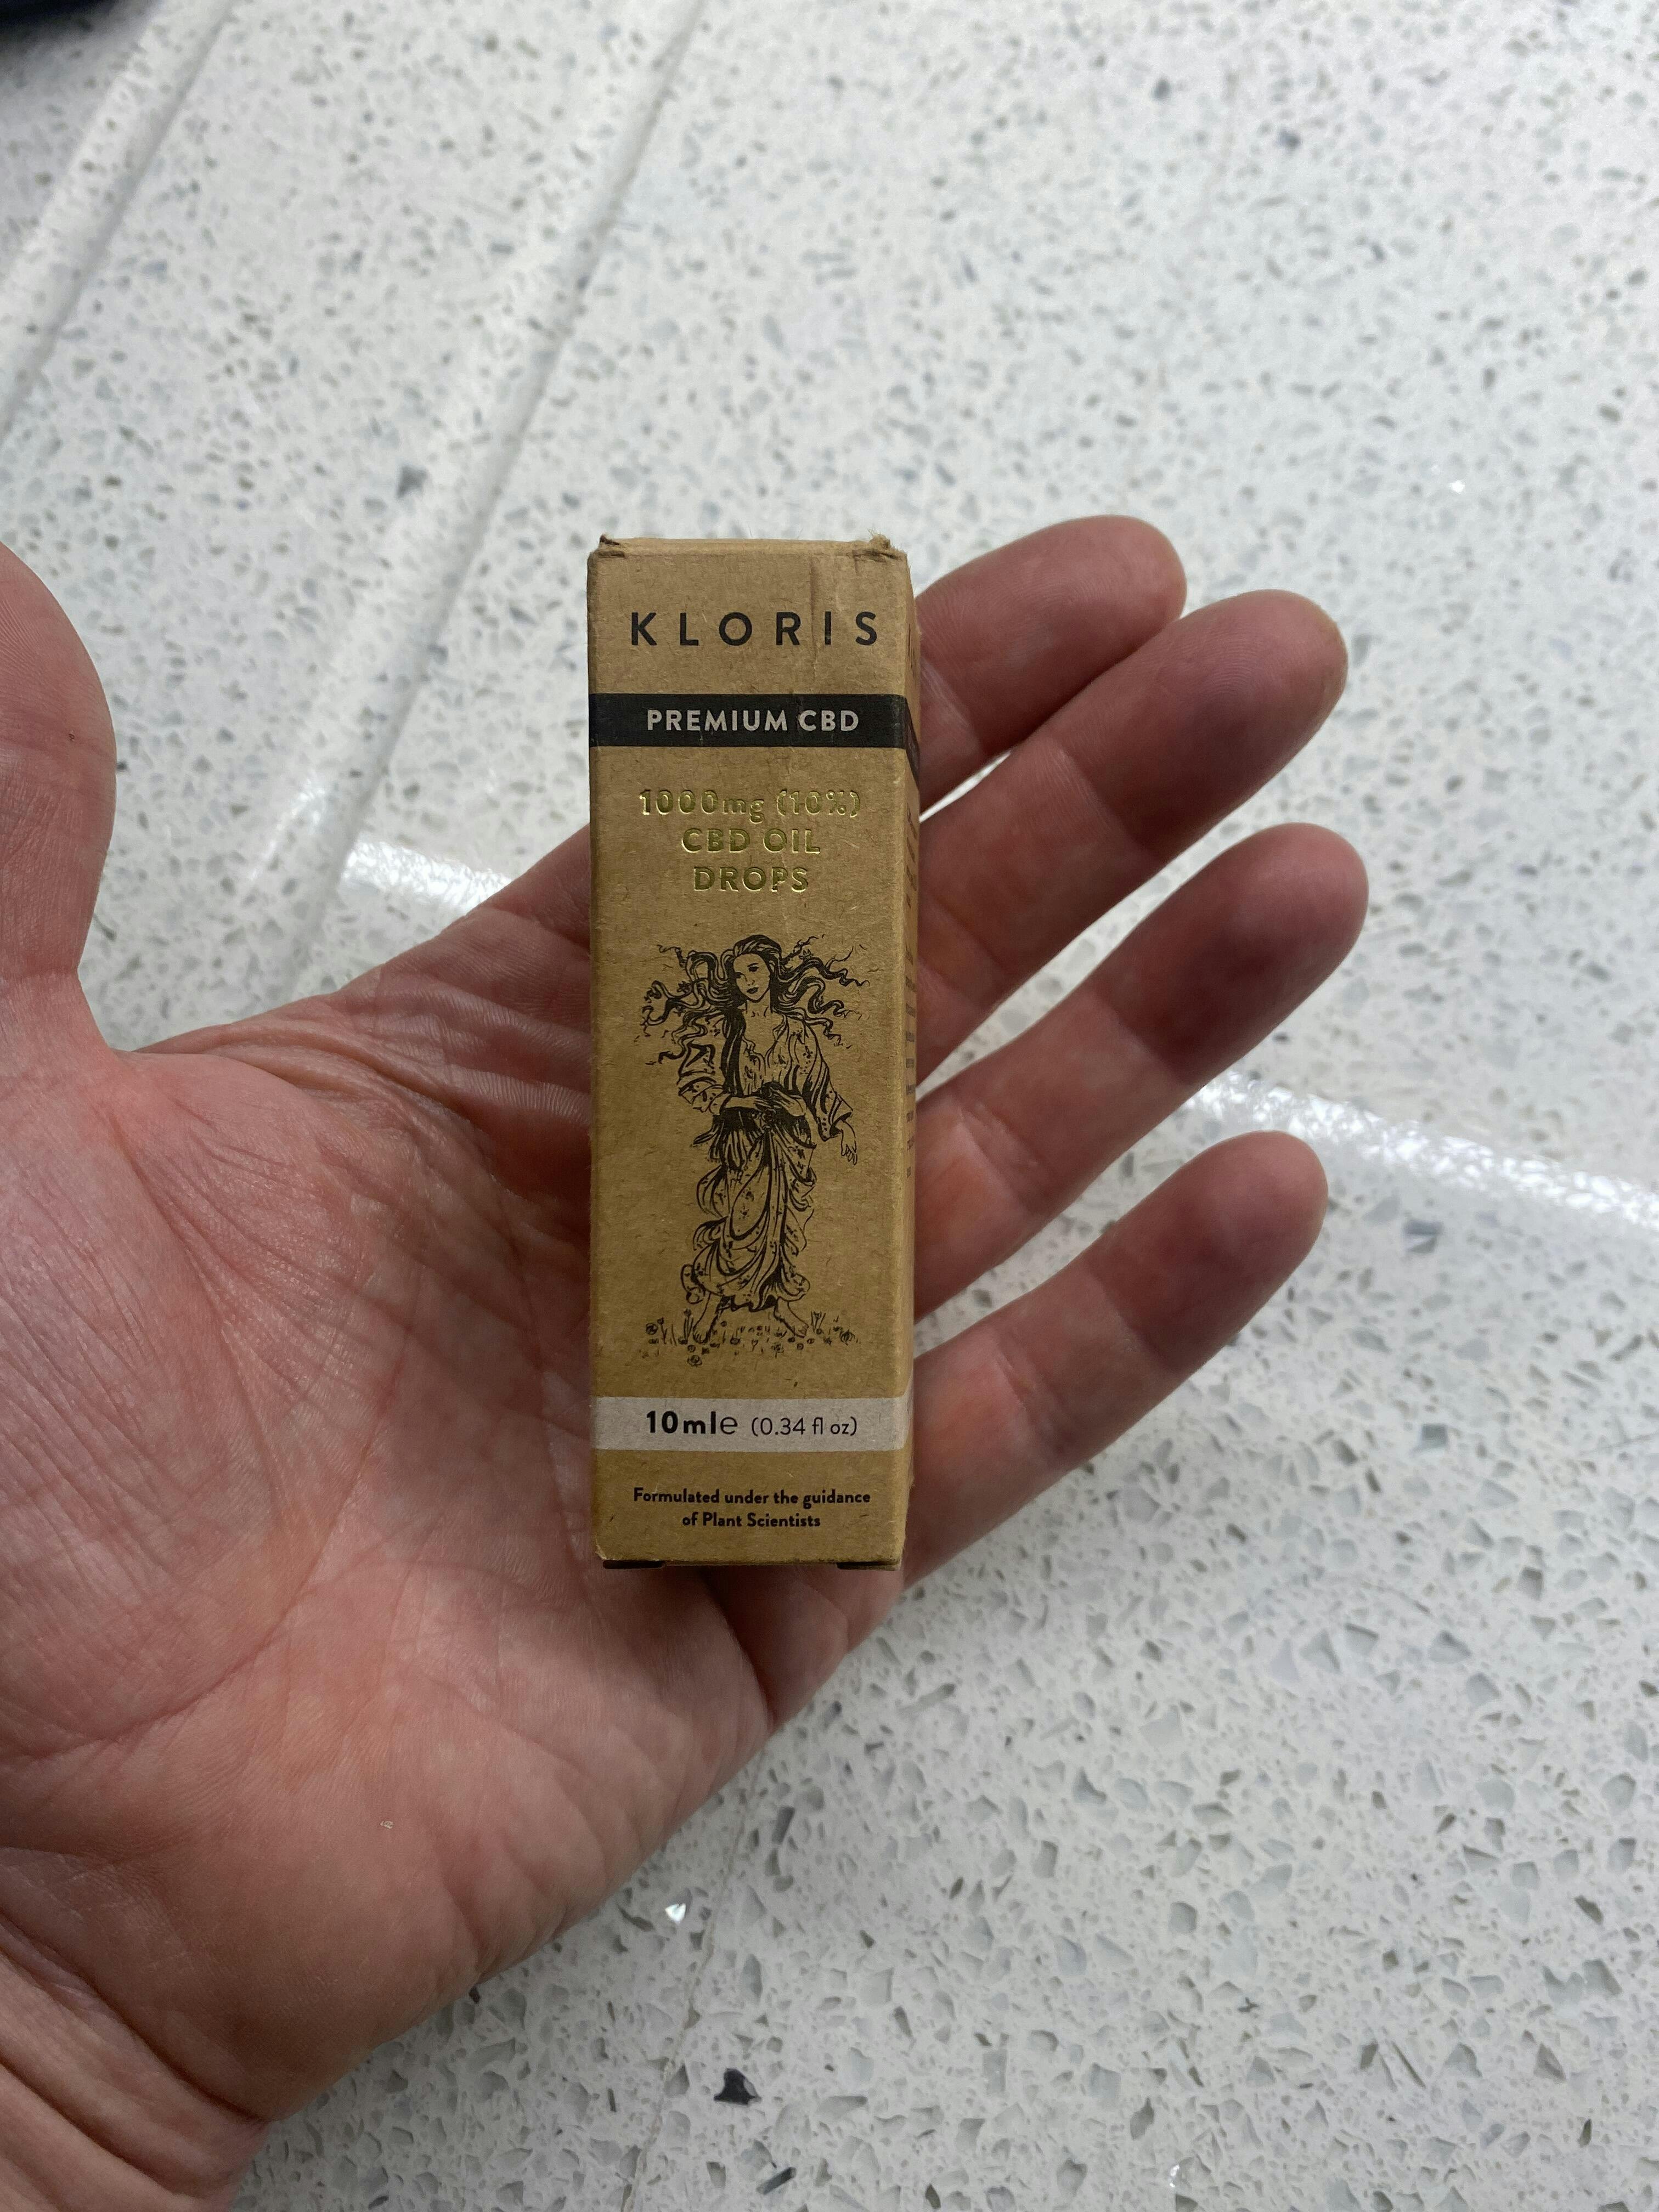 KLORIS
PREMIUM CBD
1000mg (10%)
CBD OIL
DROPS
10ml℮ (0.34 fl oz)
Formulated under the guidance
of Plant Scientists